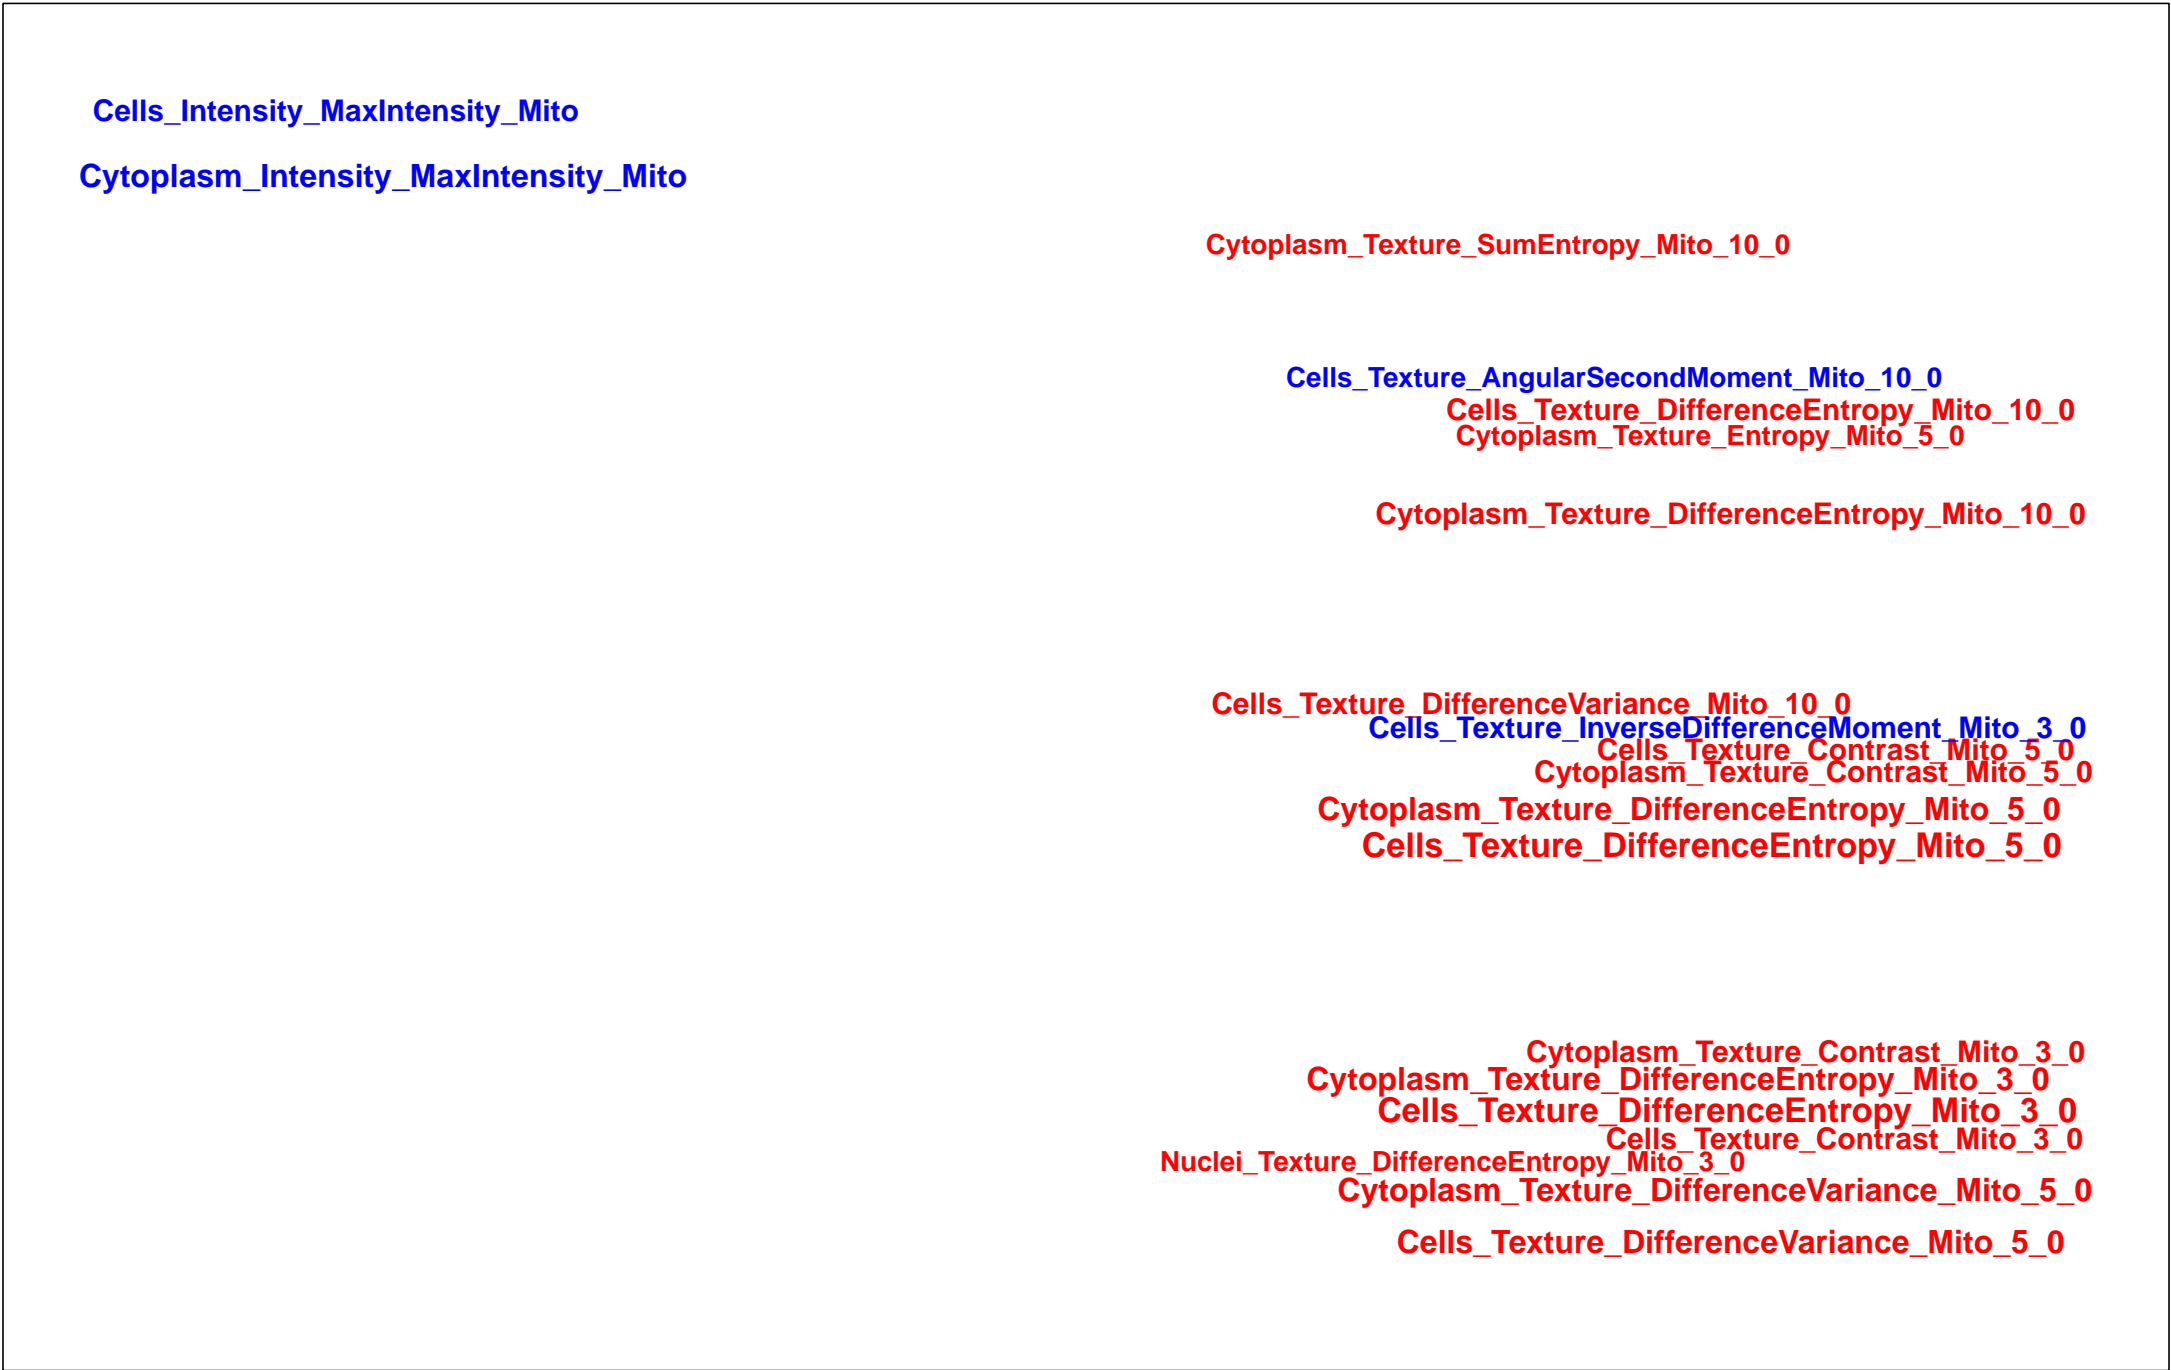 Cells_Intensity_MaxIntensity_Mito
Cytoplasm_Intensity_MaxIntensity_Mito
Cytoplasm_Texture_SumEntropy_Mito_10_0
Cells_Texture_AngularSecondMoment_Mito_10_0
Cells_Texture_DifferenceEntropy_Mito_10_0
Cytoplasm_Texture_Entropy_Mito_5_0
Cytoplasm_Texture_DifferenceEntropy_Mito_10_0
Cells_Texture_DifferenceVariance_Mito_10_0
Cells_Texture_InverseDifferenceMoment_Mito_3_0
Cells_Texture_Contrast_Mito_5_0
Cytoplasm_Texture_Contrast_Mito_5_0
Cytoplasm_Texture_DifferenceEntropy_Mito_5_0
Cells_Texture_DifferenceEntropy_Mito_5_0
Cytoplasm_Texture_Contrast_Mito_3_0
Cytoplasm_Texture_DifferenceEntropy_Mito_3_0
Cells_Texture_DifferenceEntropy_Mito_3_0
Cells_Texture_Contrast_Mito_3_0
Nuclei_Texture_DifferenceEntropy_Mito_3_0
Cytoplasm_Texture_DifferenceVariance_Mito_5_0
Cells_Texture_DifferenceVariance_Mito_5_0